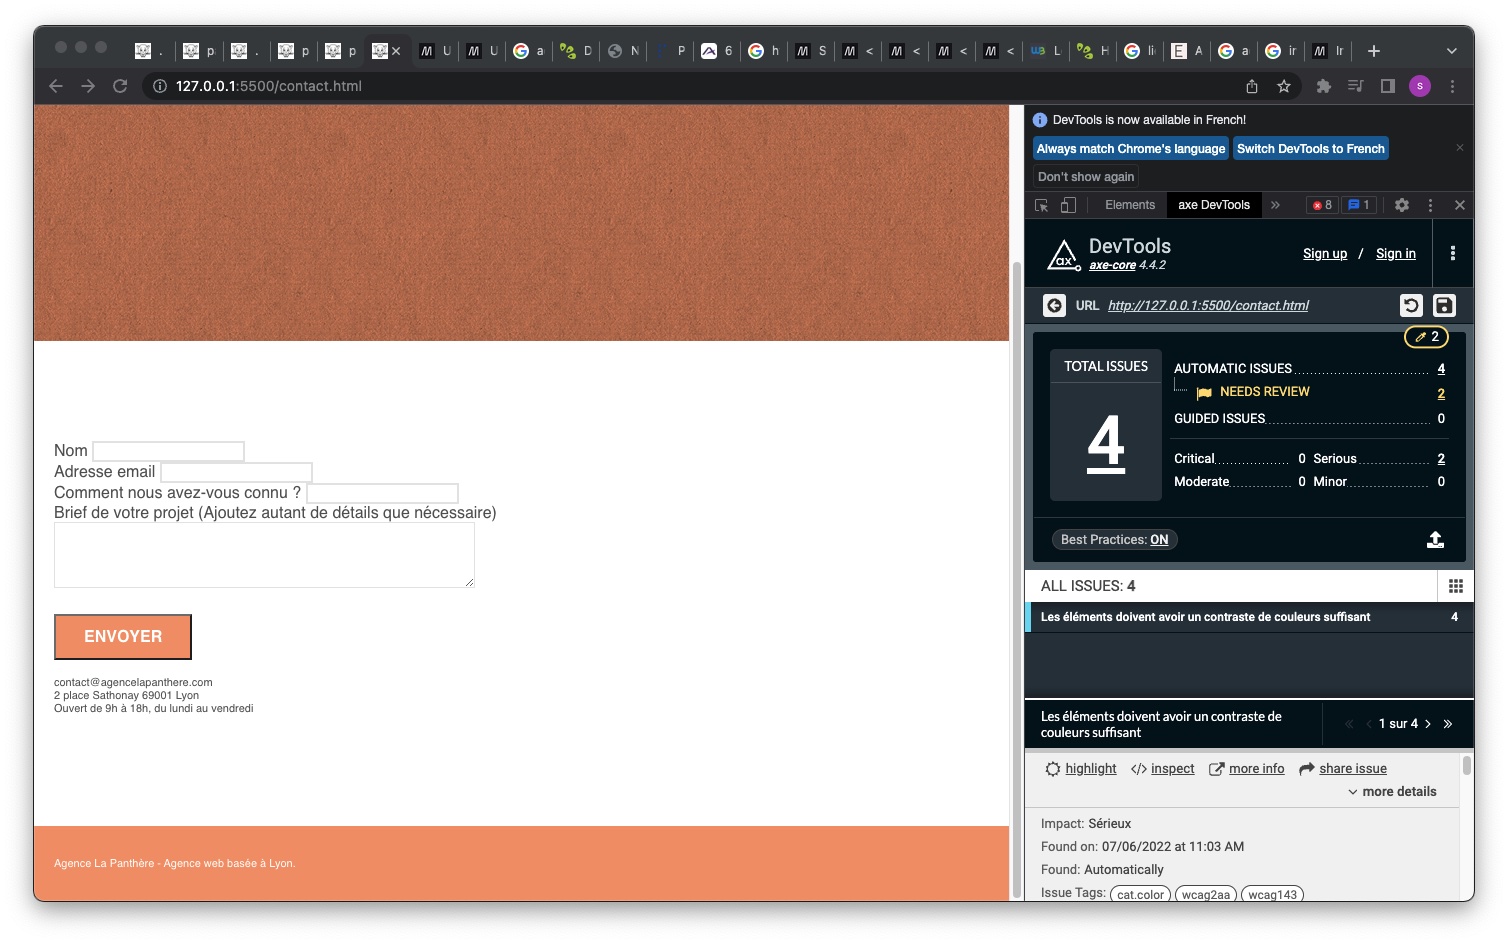 . p . p p U U a D N P 6 h S < < < < L H li A a ir Ir
127.0.0.1:5500/contact.html
s
DevTools is now available in French!
Always match Chrome's language Switch DevTools to French
Don't show again
Elements axe DevTools 8 1
DevTools
axe-core 4.4.2
Sign up / Sign in
URL http://127.0.0.1:5500/contact.html
2
TOTAL ISSUES
4
AUTOMATIC ISSUES 4
NEEDS REVIEW 2
GUIDED ISSUES 0
Critical 0 Serious 2
Moderate 0 Minor 0
Best Practices: ON
ALL ISSUES: 4
Les éléments doivent avoir un contraste de couleurs suffisant 4
Les éléments doivent avoir un contraste de
couleurs suffisant
1 sur 4
highlight inspect more info share issue
more details
Impact: Sérieux
Found on: 07/06/2022 at 11:03 AM
Found: Automatically
Issue Tags: cat.color wcag2aa wcag143
Nom
Adresse email
Comment nous avez-vous connu ?
Brief de votre projet (Ajoutez autant de détails que nécessaire)
ENVOYER
contact@agencelapanthere.com
2 place Sathonay 69001 Lyon
Ouvert de 9h à 18h, du lundi au vendredi
Agence La Panthère - Agence web basée à Lyon.